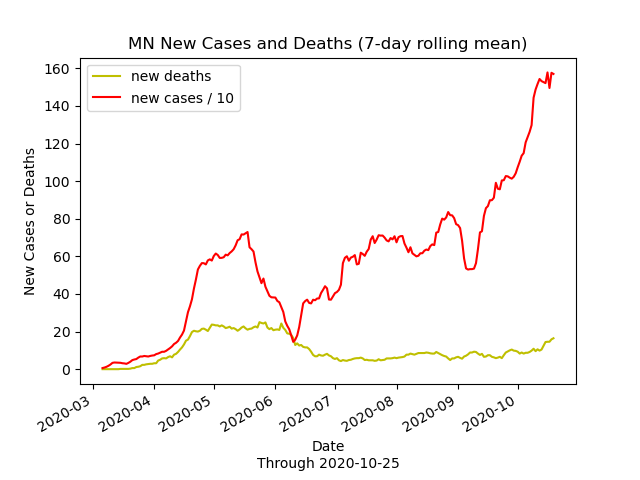 MN New Cases and Deaths (7-day rolling mean)
new deaths
new cases / 10
160
140
120
100
80
60
40
20
0
New Cases or Deaths
2020-03
2020-04
2020-05
2020-06
2020-07
2020-08
2020-09
2020-10
Date
Through 2020-10-25